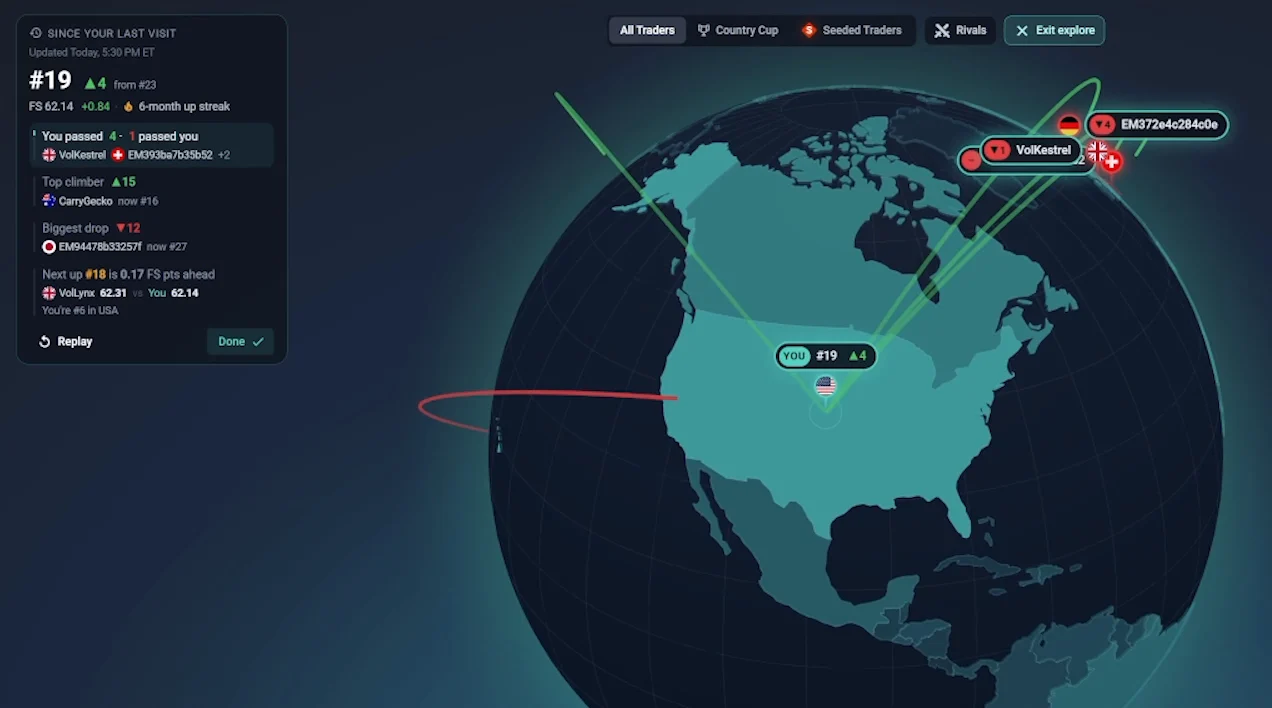 SINCE YOUR LAST VISIT
Updated Today, 5:30 PM ET
#19 ▲4 from #23
FS 62.14 +0.84 · 6-month up streak
You passed 4 · 1 passed you
VolKestrel EM393ba7b35b52 +2
Top climber ▲15
CarryGecko now #16
Biggest drop ▼12
EM94478b33257f now #27
Next up #18 is 0.17 FS pts ahead
VolLynx 62.31 vs You 62.14
You're #6 in USA
Replay
Done ✓
All Traders
Country Cup
S Seeded Traders
Rivals
Exit explore
▼4 EM372e4c284c0e
▼1 VolKestrel
YOU #19 ▲4